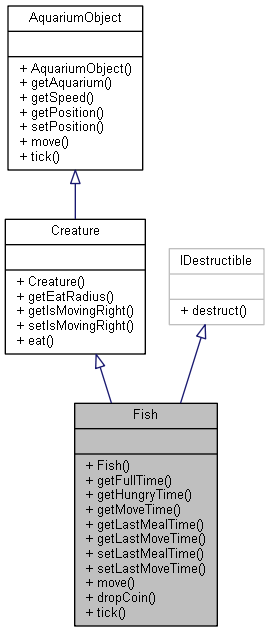 AquariumObject
+ AquariumObject()
+ getAquarium()
+ getSpeed()
+ getPosition()
+ setPosition()
+ move()
+ tick()
Creature
+ Creature()
+ getEatRadius()
+ getIsMovingRight()
+ setIsMovingRight()
+ eat()
IDestructible
+ destruct()
Fish
+ Fish()
+ getFullTime()
+ getHungryTime()
+ getMoveTime()
+ getLastMealTime()
+ getLastMoveTime()
+ setLastMealTime()
+ setLastMoveTime()
+ move()
+ dropCoin()
+ tick()